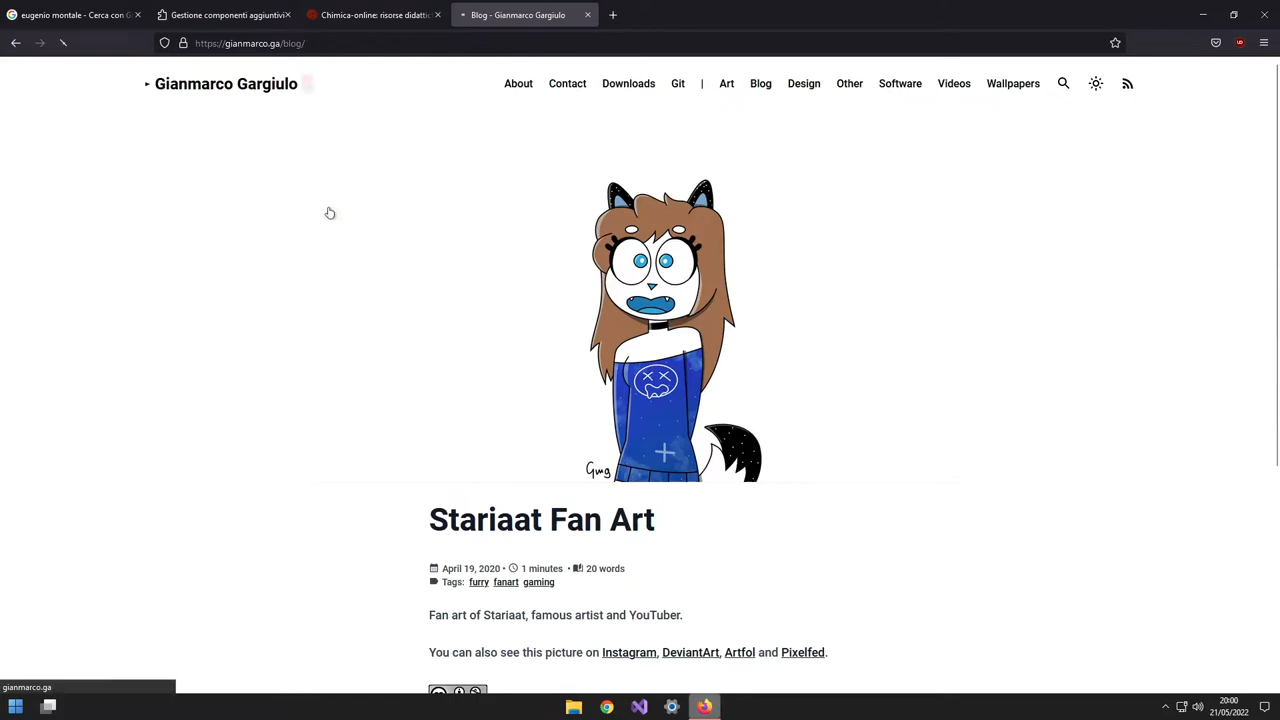 eugenio montale - Cerca con G
Gestione componenti aggiuntivi
Chimica-online: risorse didattic
Blog - Gianmarco Gargiulo
https://gianmarco.ga/blog/
Gianmarco Gargiulo
About Contact Downloads Git | Art Blog Design Other Software Videos Wallpapers
Gmg
Stariaat Fan Art
April 19, 2020 • 1 minutes • 20 words
Tags: furry fanart gaming
Fan art of Stariaat, famous artist and YouTuber.
You can also see this picture on Instagram, DeviantArt, Artfol and Pixelfed.
gianmarco.ga
20:00
21/05/2022